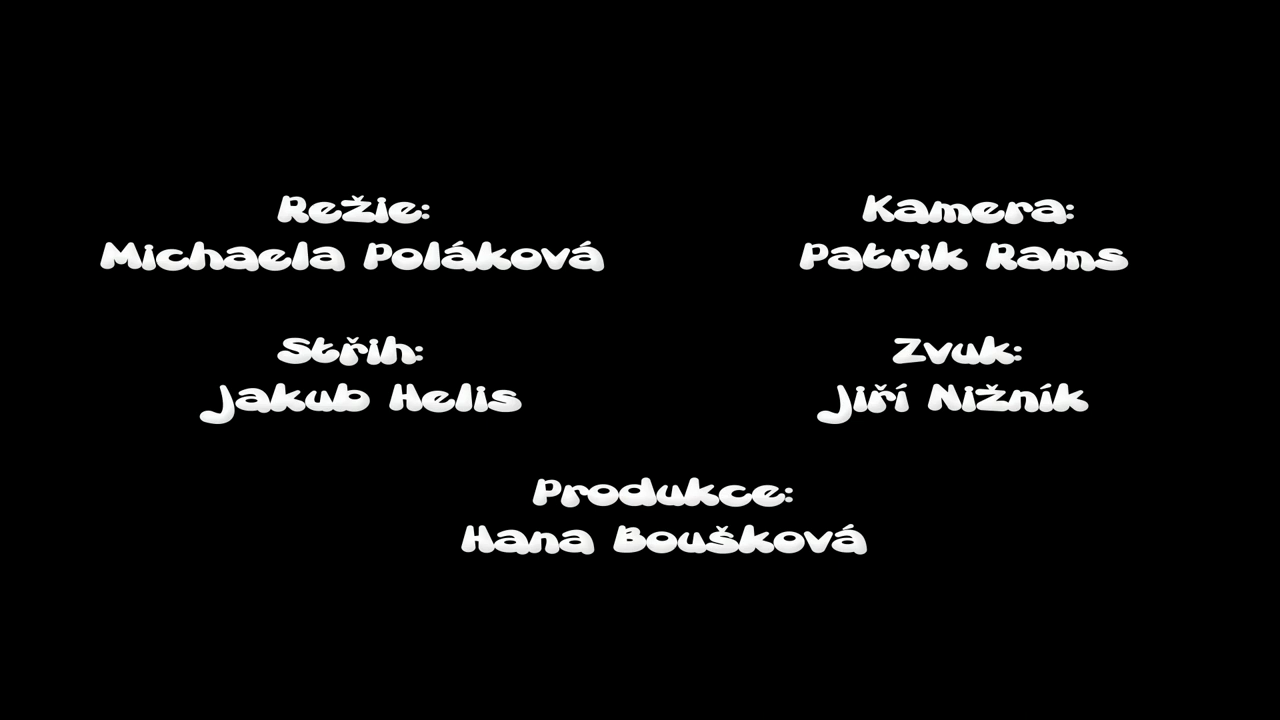 Režie:
Michaela Poláková
Kamera:
Patrik Rams
Střih:
Jakub Helis
Zvuk:
Jiří Nižník
Produkce:
Hana Boušková